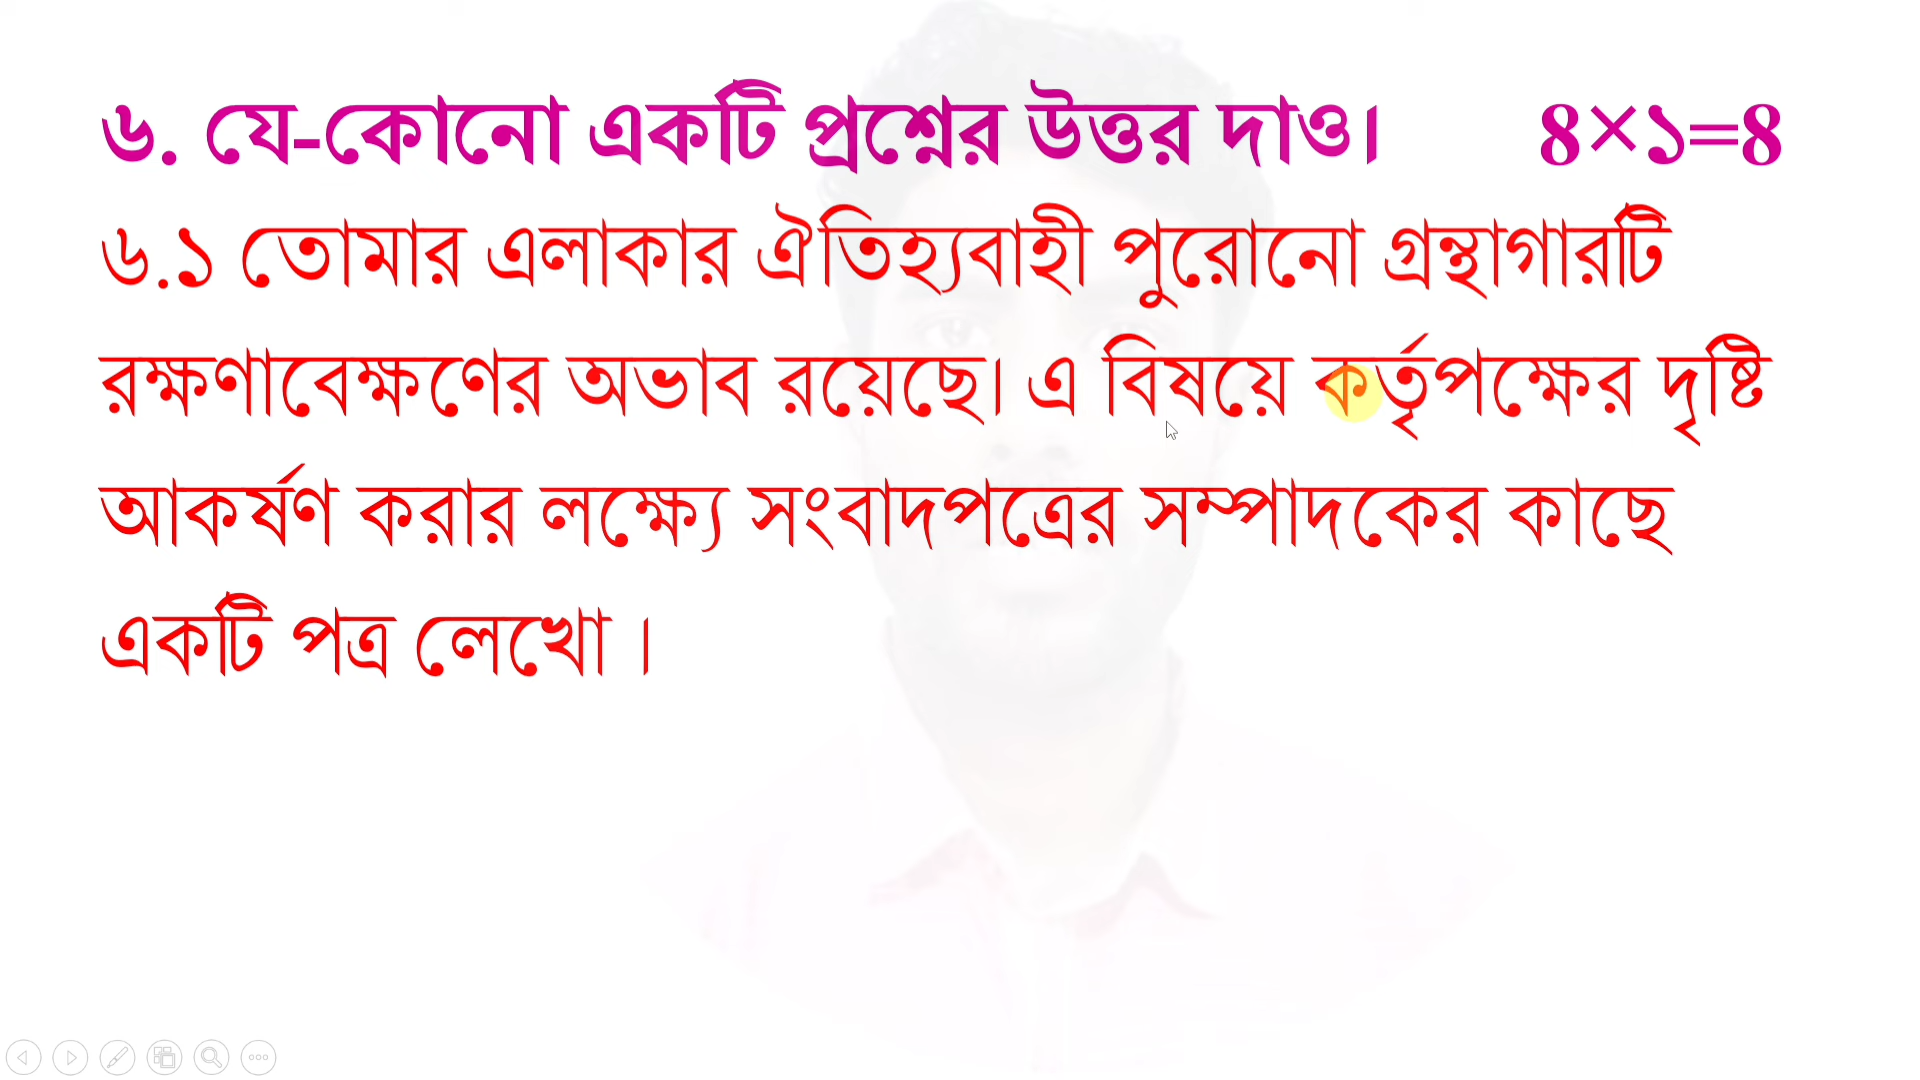 ৬. যে-কোনো একটি প্রশ্নের উত্তর দাও। ৪×১=৪
৬.১ তোমার এলাকার ঐতিহ্যবাহী পুরোনো গ্রন্থাগারটি
রক্ষণাবেক্ষণের অভাব রয়েছে। এ বিষয়ে কর্তৃপক্ষের দৃষ্টি
আকর্ষণ করার লক্ষ্যে সংবাদপত্রের সম্পাদকের কাছে
একটি পত্র লেখো ।